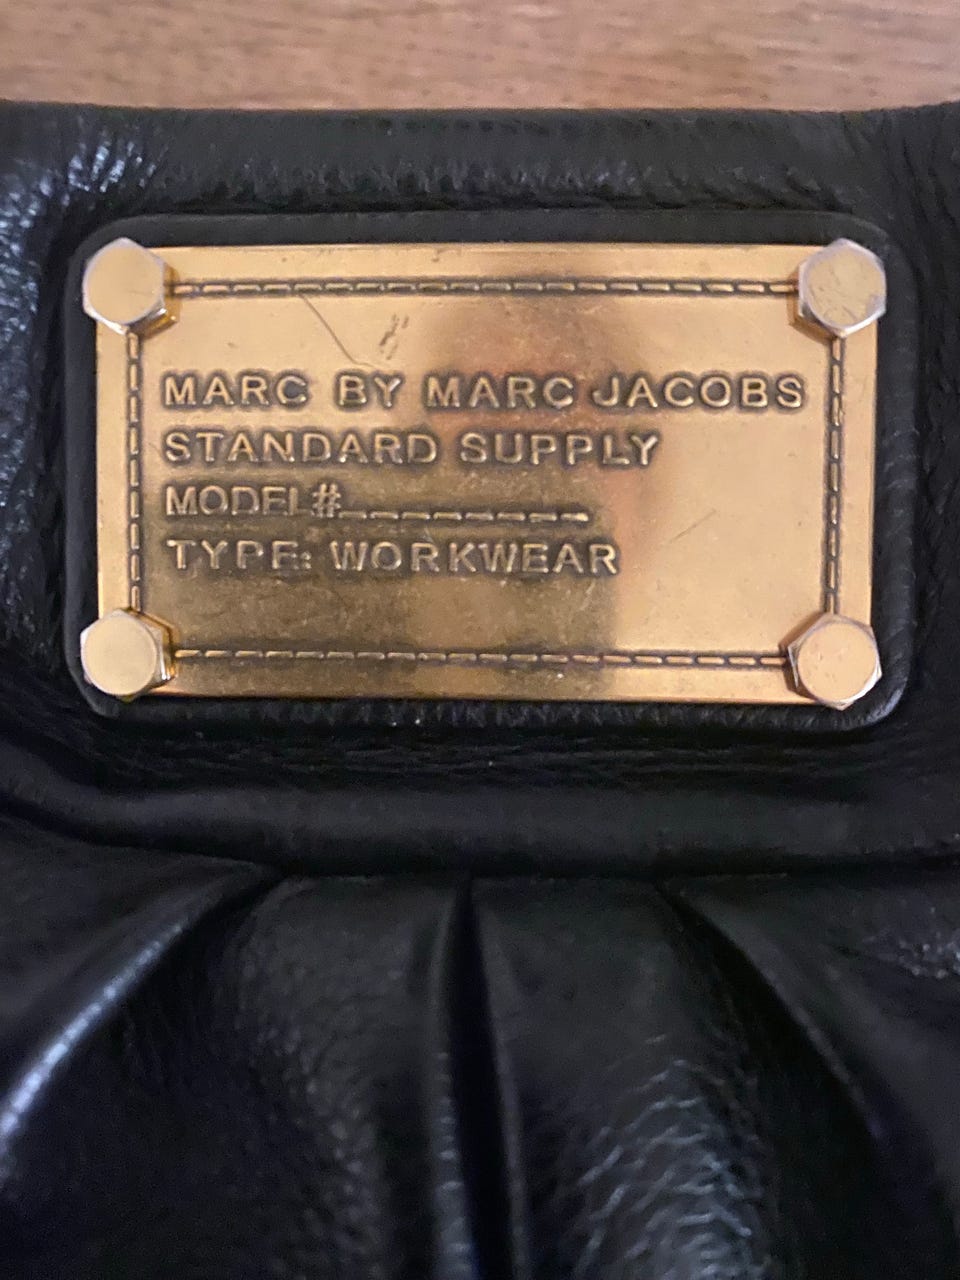 MARC BY MARC JACOBS
STANDARD SUPPLY
MODEL#_________
TYPE: WORKWEAR